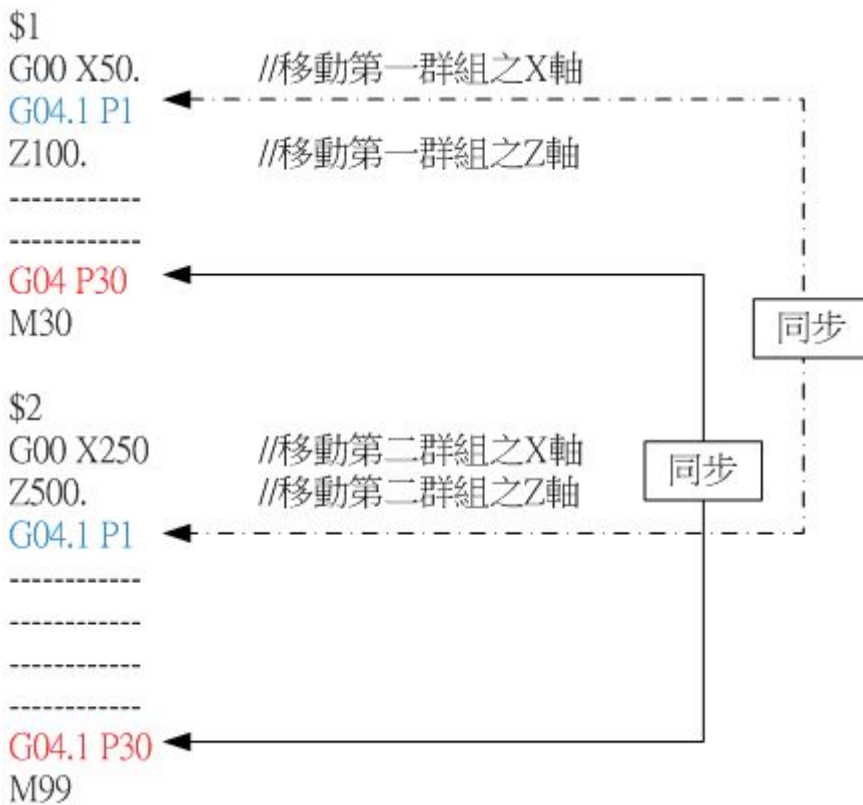 $1
G00 X50. //移動第一群組之X軸
G04.1 P1
Z100. //移動第一群組之Z軸
------------
------------
G04 P30
M30
同步
$2
G00 X250 //移動第二群組之X軸
Z500. //移動第二群組之Z軸
同步
G04.1 P1
------------
------------
------------
------------
G04.1 P30
M99